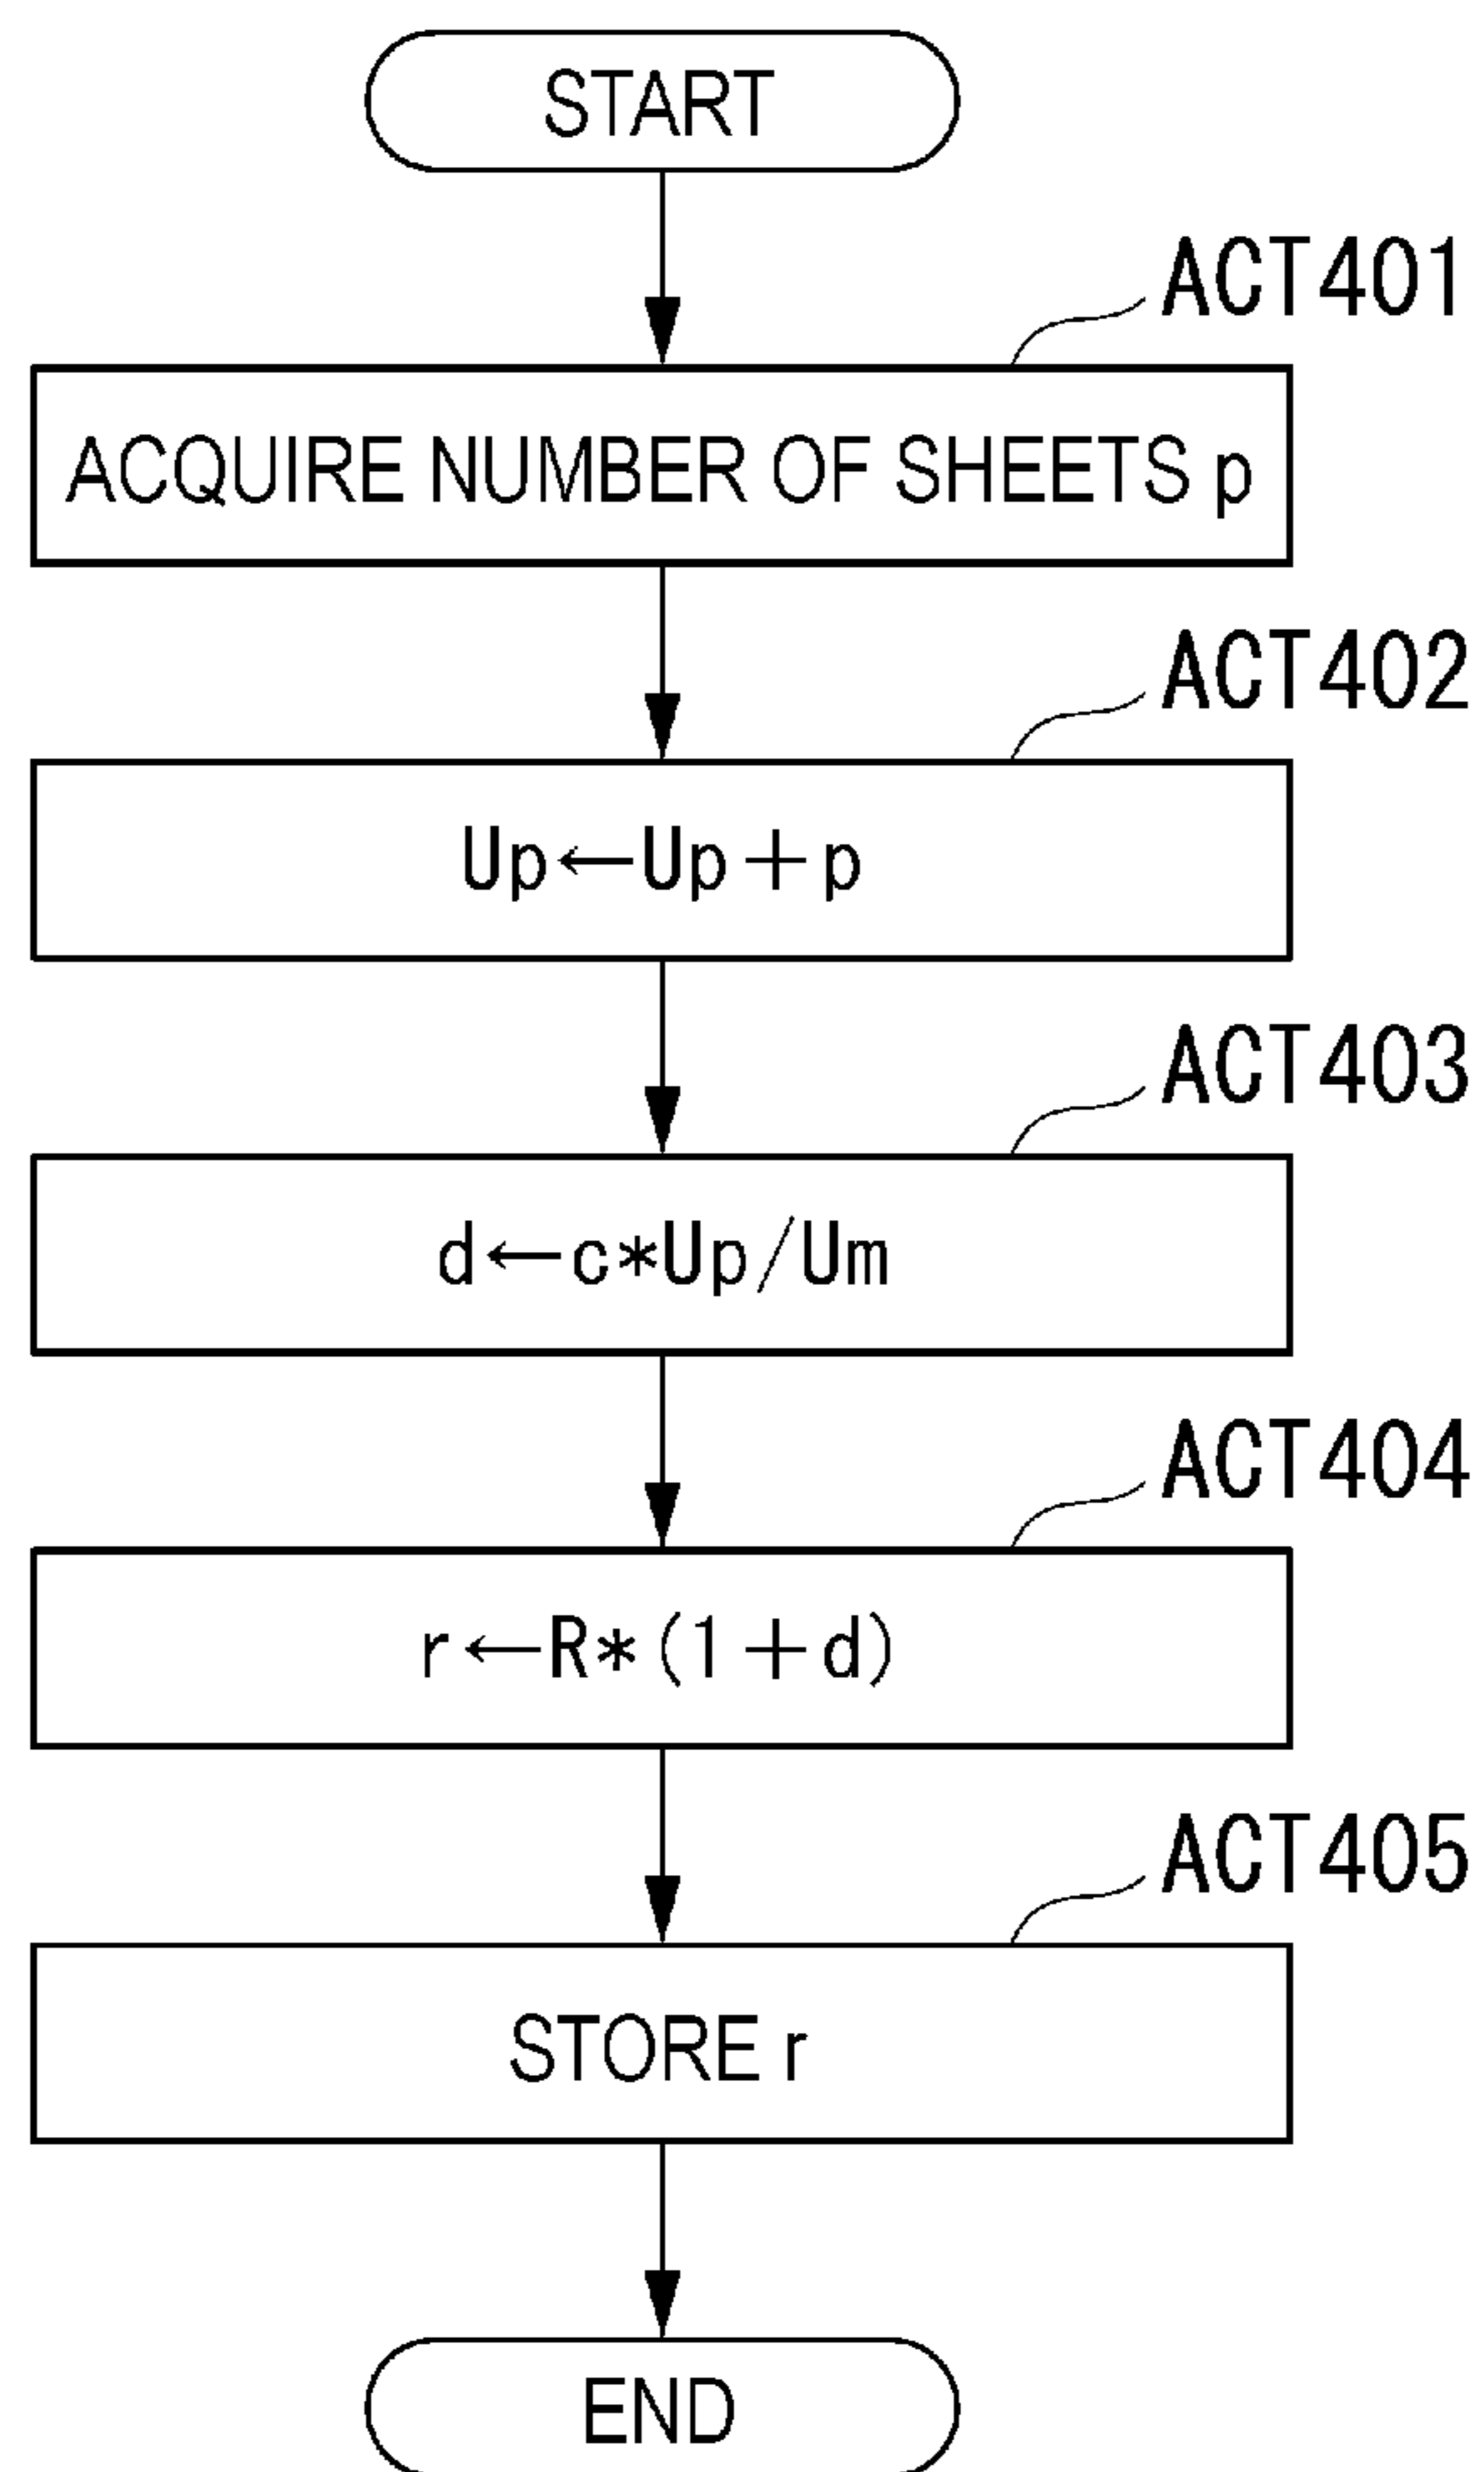 START
ACT401
ACQUIRE NUMBER OF SHEETS p
ACT402
Up←Up+p
ACT403
d←c*Up/Um
ACT404
r←R*(1+d)
ACT405
STORE r
END